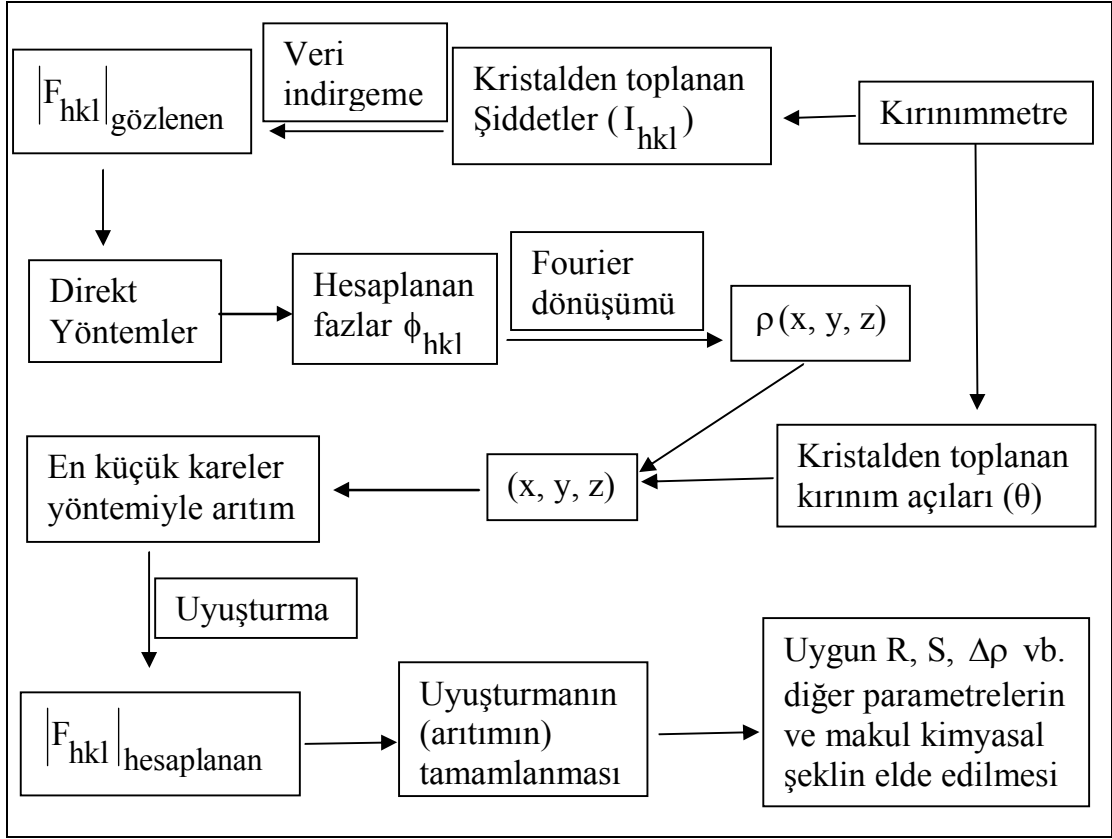 |F_hkl|_gözlenen
Veri
indirgeme
Kristalden toplanan
Şiddetler ( I_hkl )
Kırınımmetre
Direkt
Yöntemler
Hesaplanan
fazlar ϕ_hkl
Fourier
dönüşümü
ρ (x, y, z)
En küçük kareler
yöntemiyle arıtım
(x, y, z)
Kristalden toplanan
kırınım açıları (θ)
Uyuşturma
|F_hkl|_hesaplanan
Uyuşturmanın
(arıtımın)
tamamlanması
Uygun R, S, Δρ vb.
diğer parametrelerin
ve makul kimyasal
şeklin elde edilmesi